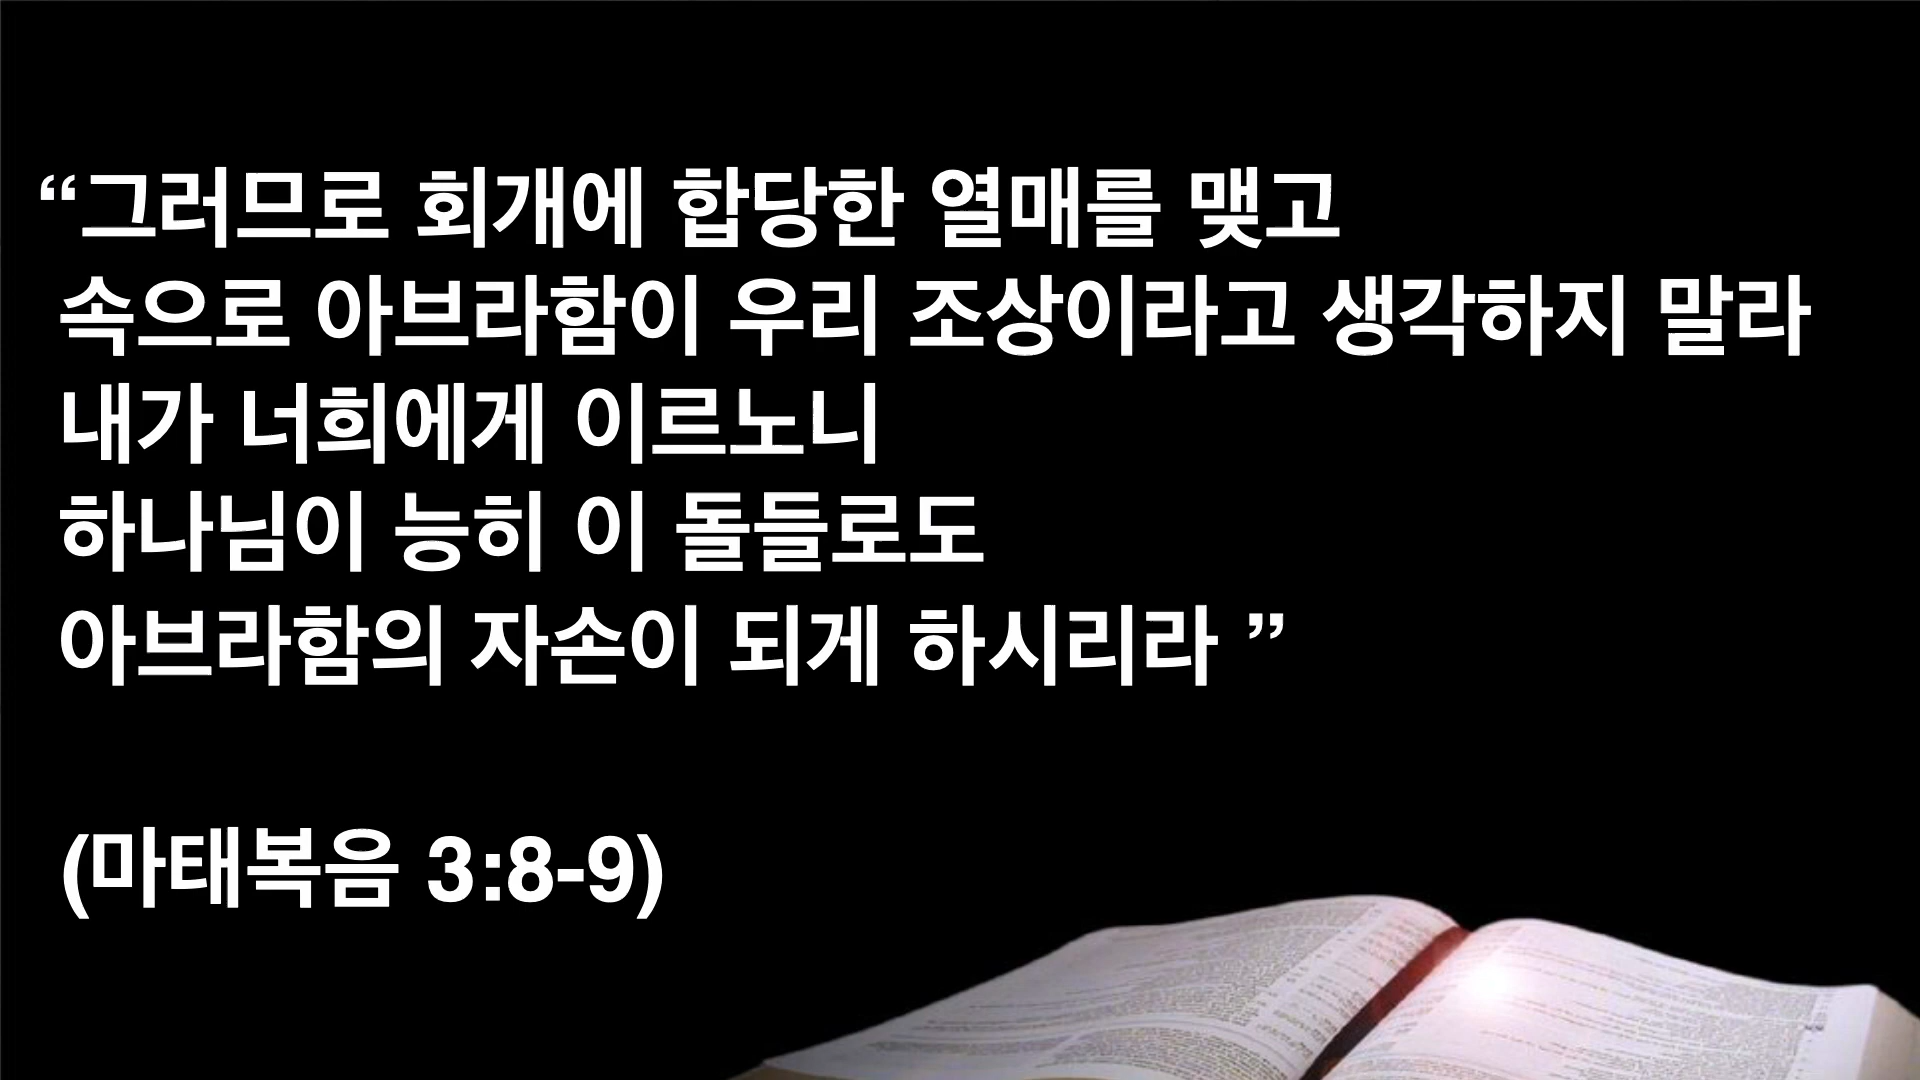 “그러므로 회개에 합당한 열매를 맺고
속으로 아브라함이 우리 조상이라고 생각하지 말라
내가 너희에게 이르노니
하나님이 능히 이 돌들로도
아브라함의 자손이 되게 하시리라 ”
(마태복음 3:8-9)